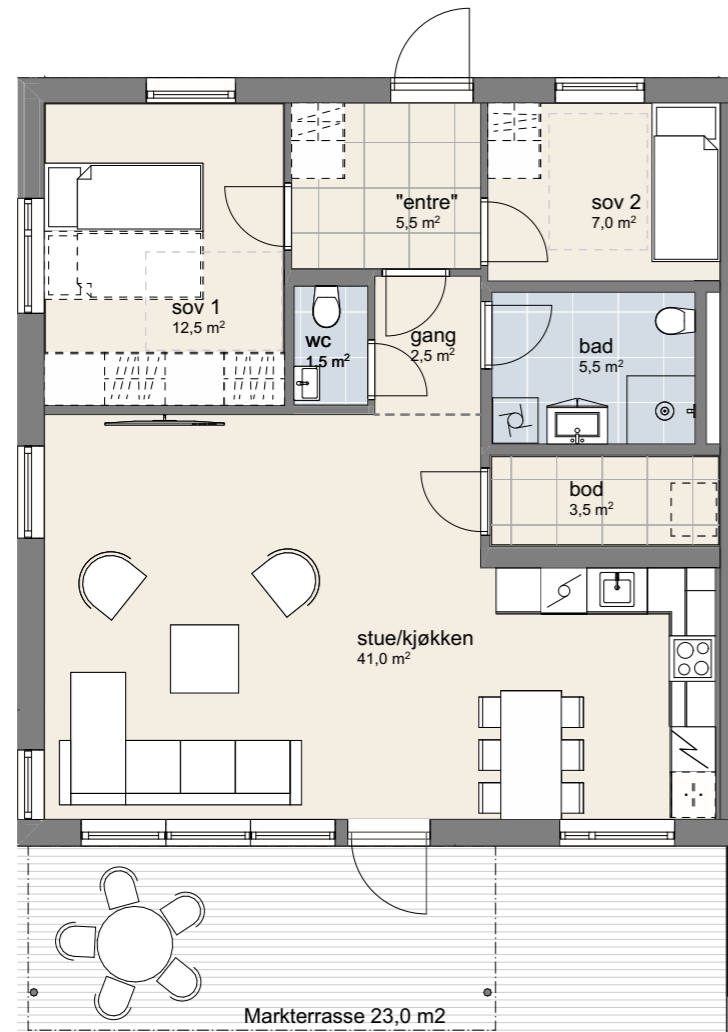 "entre"
5,5 m²
sov 2
7,0 m²
sov 1
12,5 m²
wc
1,5 m²
gang
2,5 m²
bad
5,5 m²
bod
3,5 m²
stue/kjøkken
41,0 m²
Markterrasse 23,0 m2